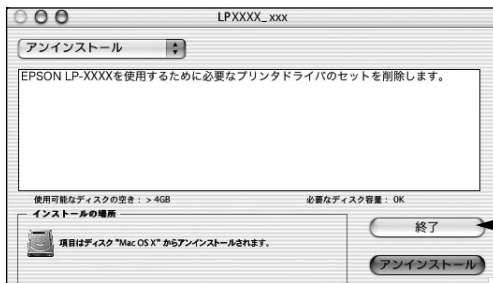 LPXXXX_xxx
アンインストール
EPSON LP-XXXXを使用するために必要なプリンタドライバのセットを削除します。
使用可能なディスクの空き： > 4GB 必要なディスク容量： OK
インストールの場所
項目はディスク "Mac OS X" からアンインストールされます。
終了
アンインストール